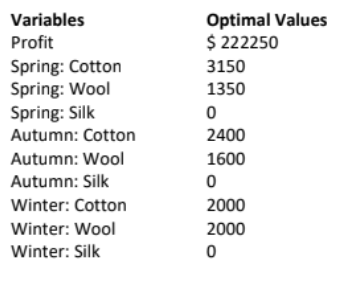 Variables Optimal Values
Profit $ 222250
Spring: Cotton 3150
Spring: Wool 1350
Spring: Silk 0
Autumn: Cotton 2400
Autumn: Wool 1600
Autumn: Silk 0
Winter: Cotton 2000
Winter: Wool 2000
Winter: Silk 0